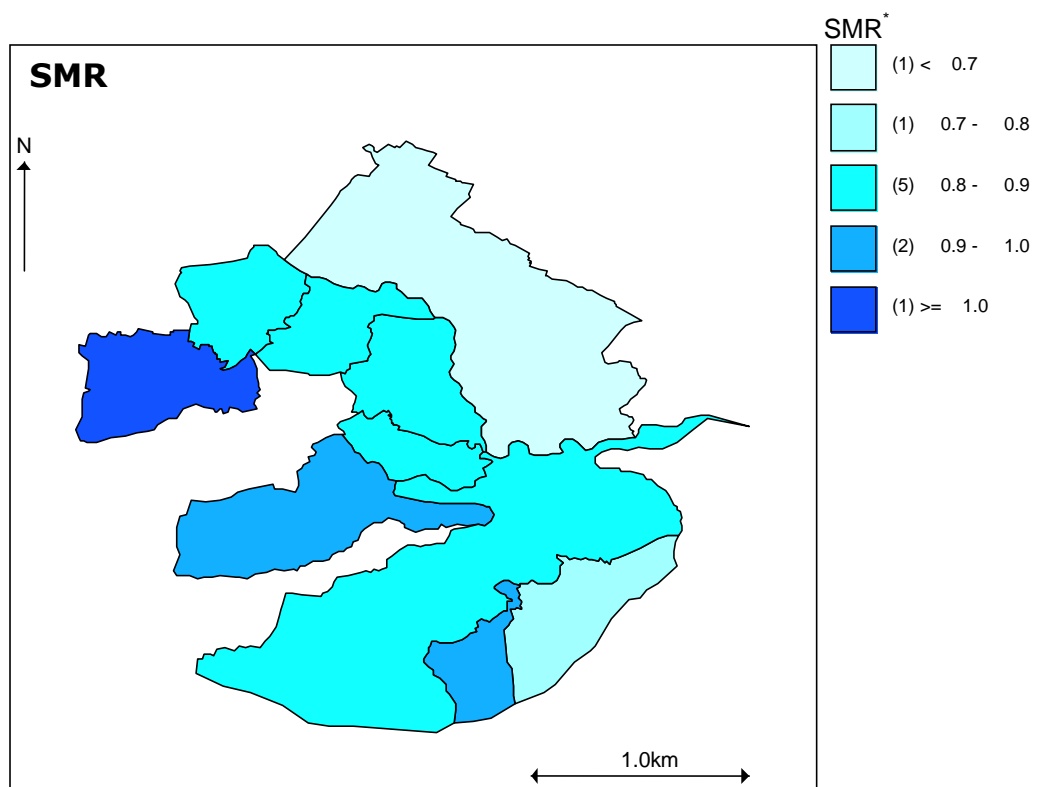 SMR*
SMR
N
(1) < 0.7
(1) 0.7 - 0.8
(5) 0.8 - 0.9
(2) 0.9 - 1.0
(1) >= 1.0
1.0km